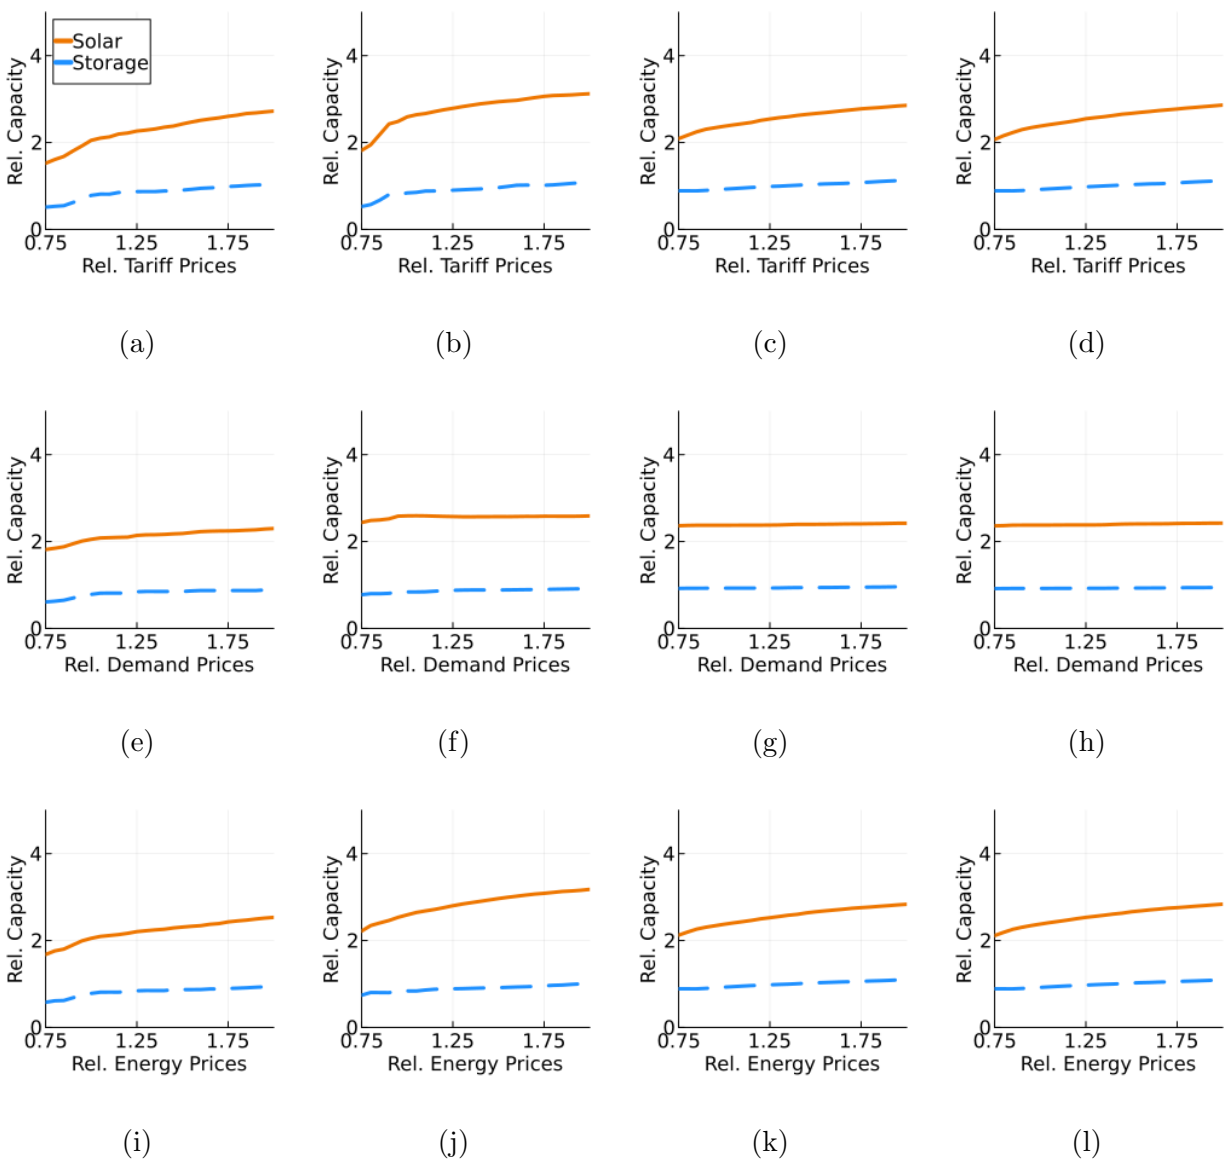 Solar
Storage
Rel. Capacity
4
2
0
0.75 1.25 1.75
Rel. Tariff Prices
(a)
Rel. Capacity
4
2
0
0.75 1.25 1.75
Rel. Tariff Prices
(b)
Rel. Capacity
4
2
0
0.75 1.25 1.75
Rel. Tariff Prices
(c)
Rel. Capacity
4
2
0
0.75 1.25 1.75
Rel. Tariff Prices
(d)
Rel. Capacity
4
2
0
0.75 1.25 1.75
Rel. Demand Prices
(e)
Rel. Capacity
4
2
0
0.75 1.25 1.75
Rel. Demand Prices
(f)
Rel. Capacity
4
2
0
0.75 1.25 1.75
Rel. Demand Prices
(g)
Rel. Capacity
4
2
0
0.75 1.25 1.75
Rel. Demand Prices
(h)
Rel. Capacity
4
2
0
0.75 1.25 1.75
Rel. Energy Prices
(i)
Rel. Capacity
4
2
0
0.75 1.25 1.75
Rel. Energy Prices
(j)
Rel. Capacity
4
2
0
0.75 1.25 1.75
Rel. Energy Prices
(k)
Rel. Capacity
4
2
0
0.75 1.25 1.75
Rel. Energy Prices
(l)